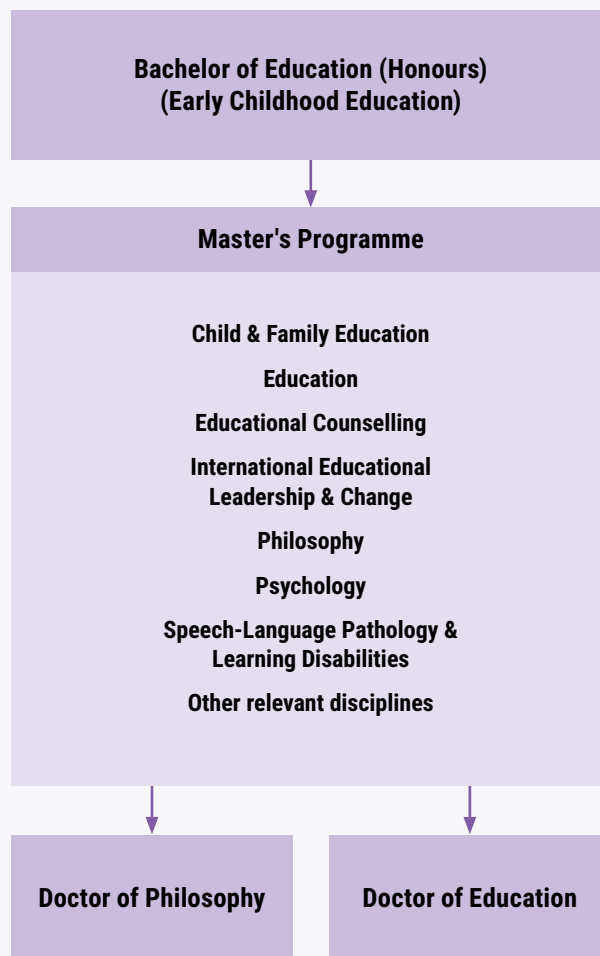 Bachelor of Education (Honours)
(Early Childhood Education)
Master's Programme
Child & Family Education
Education
Educational Counselling
International Educational
Leadership & Change
Philosophy
Psychology
Speech-Language Pathology &
Learning Disabilities
Other relevant disciplines
Doctor of Philosophy
Doctor of Education